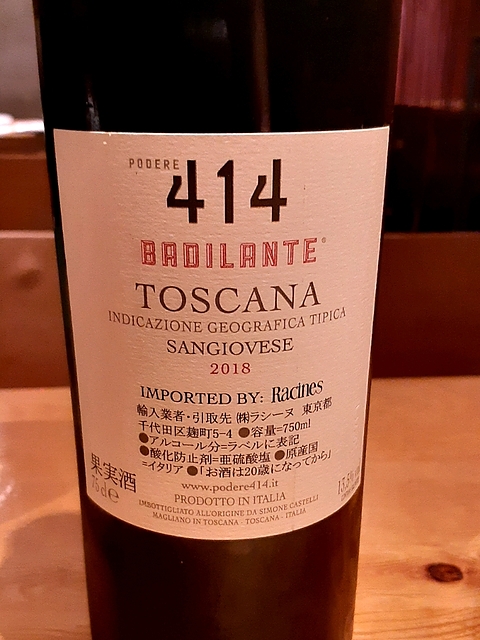 PODERE
414
BADILANTE®
TOSCANA
INDICAZIONE GEOGRAFICA TIPICA
SANGIOVESE
2018
IMPORTED BY: Racines
輸入業者・引取先 ㈱ラシーヌ 東京都
千代田区麹町5-4 ●容量=750ml
●アルコール分=ラベルに表記
●酸化防止剤=亜硫酸塩 ●原産国
=イタリア ●「お酒は20歳になってから」
果実酒
75 cl e
www.podere414.it
13,5%
PRODOTTO IN ITALIA
IMBOTTIGLIATO ALL'ORIGINE DA SIMONE CASTELLI
MAGLIANO IN TOSCANA - TOSCANA - ITALIA